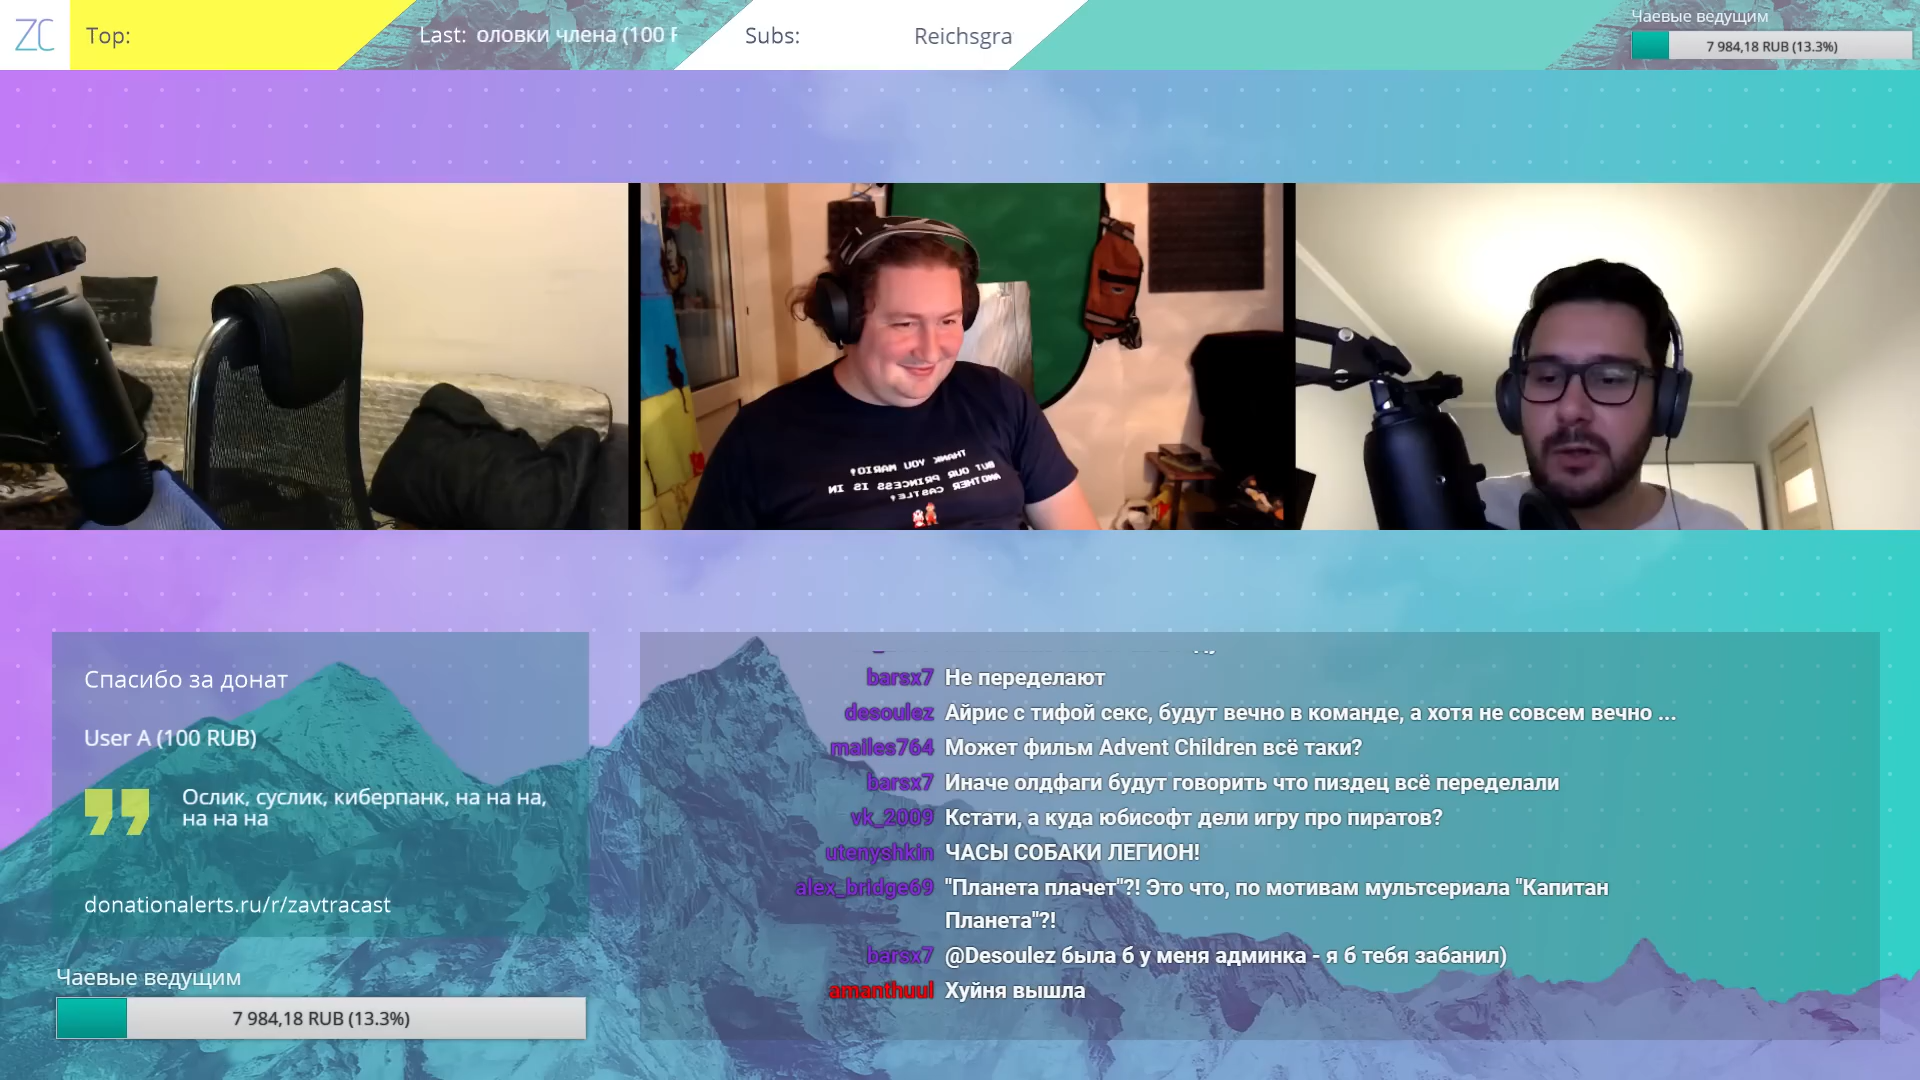 ZC
Top:
Last: оловки члена (100
Subs:
Reichsgra
Чаевые ведущим
7 984,18 RUB (13.3%)
THANK YOU MARIO!
BUT OUR PRINCESS IS IN
ANOTHER CASTLE!
Спасибо за донат
User A (100 RUB)
Ослик, суслик, киберпанк, на на на,
на на на
donationalerts.ru/r/zavtracast
Чаевые ведущим
7 984,18 RUB (13.3%)
barsx7 Не переделают
desoulez Айрис с тифой секс, будут вечно в команде, а хотя не совсем вечно ...
mailes764 Может фильм Advent Children всё таки?
barsx7 Иначе олдфаги будут говорить что пиздец всё переделали
vk_2009 Кстати, а куда юбисофт дели игру про пиратов?
utenyshkin ЧАСЫ СОБАКИ ЛЕГИОН!
alex_bridge69 "Планета плачет"?! Это что, по мотивам мультсериала "Капитан
Планета"?!
barsx7 @Desoulez была б у меня админка - я б тебя забанил)
amanthuul Хуйня вышла